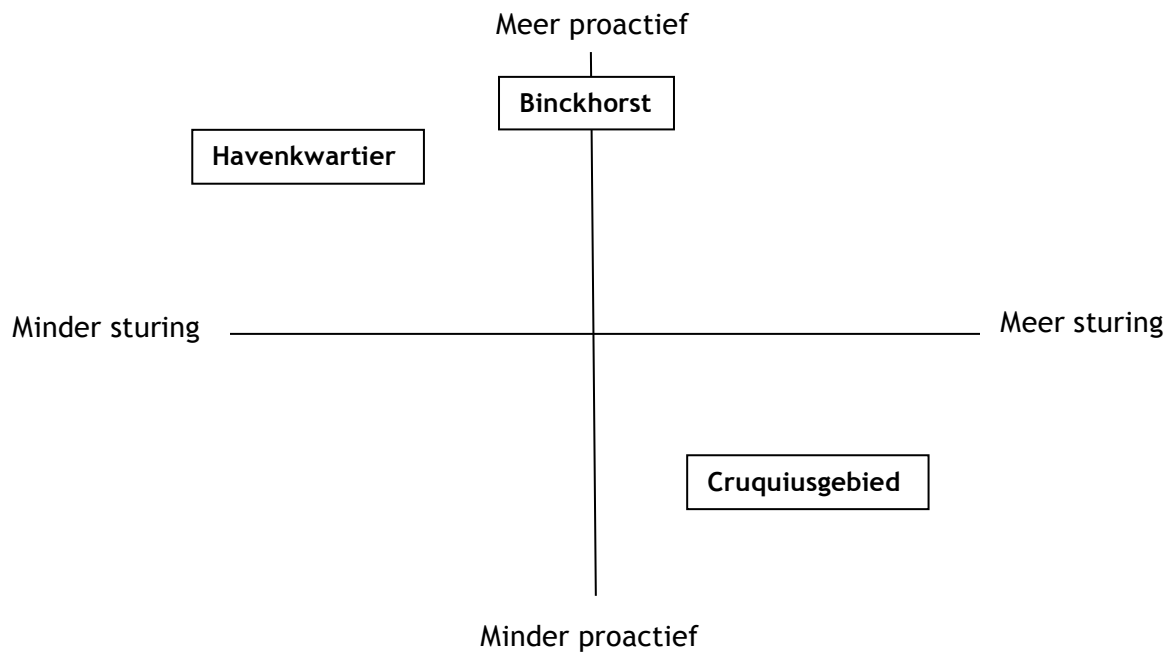 Meer proactief
Binckhorst
Havenkwartier
Minder sturing
Meer sturing
Cruquiusgebied
Minder proactief